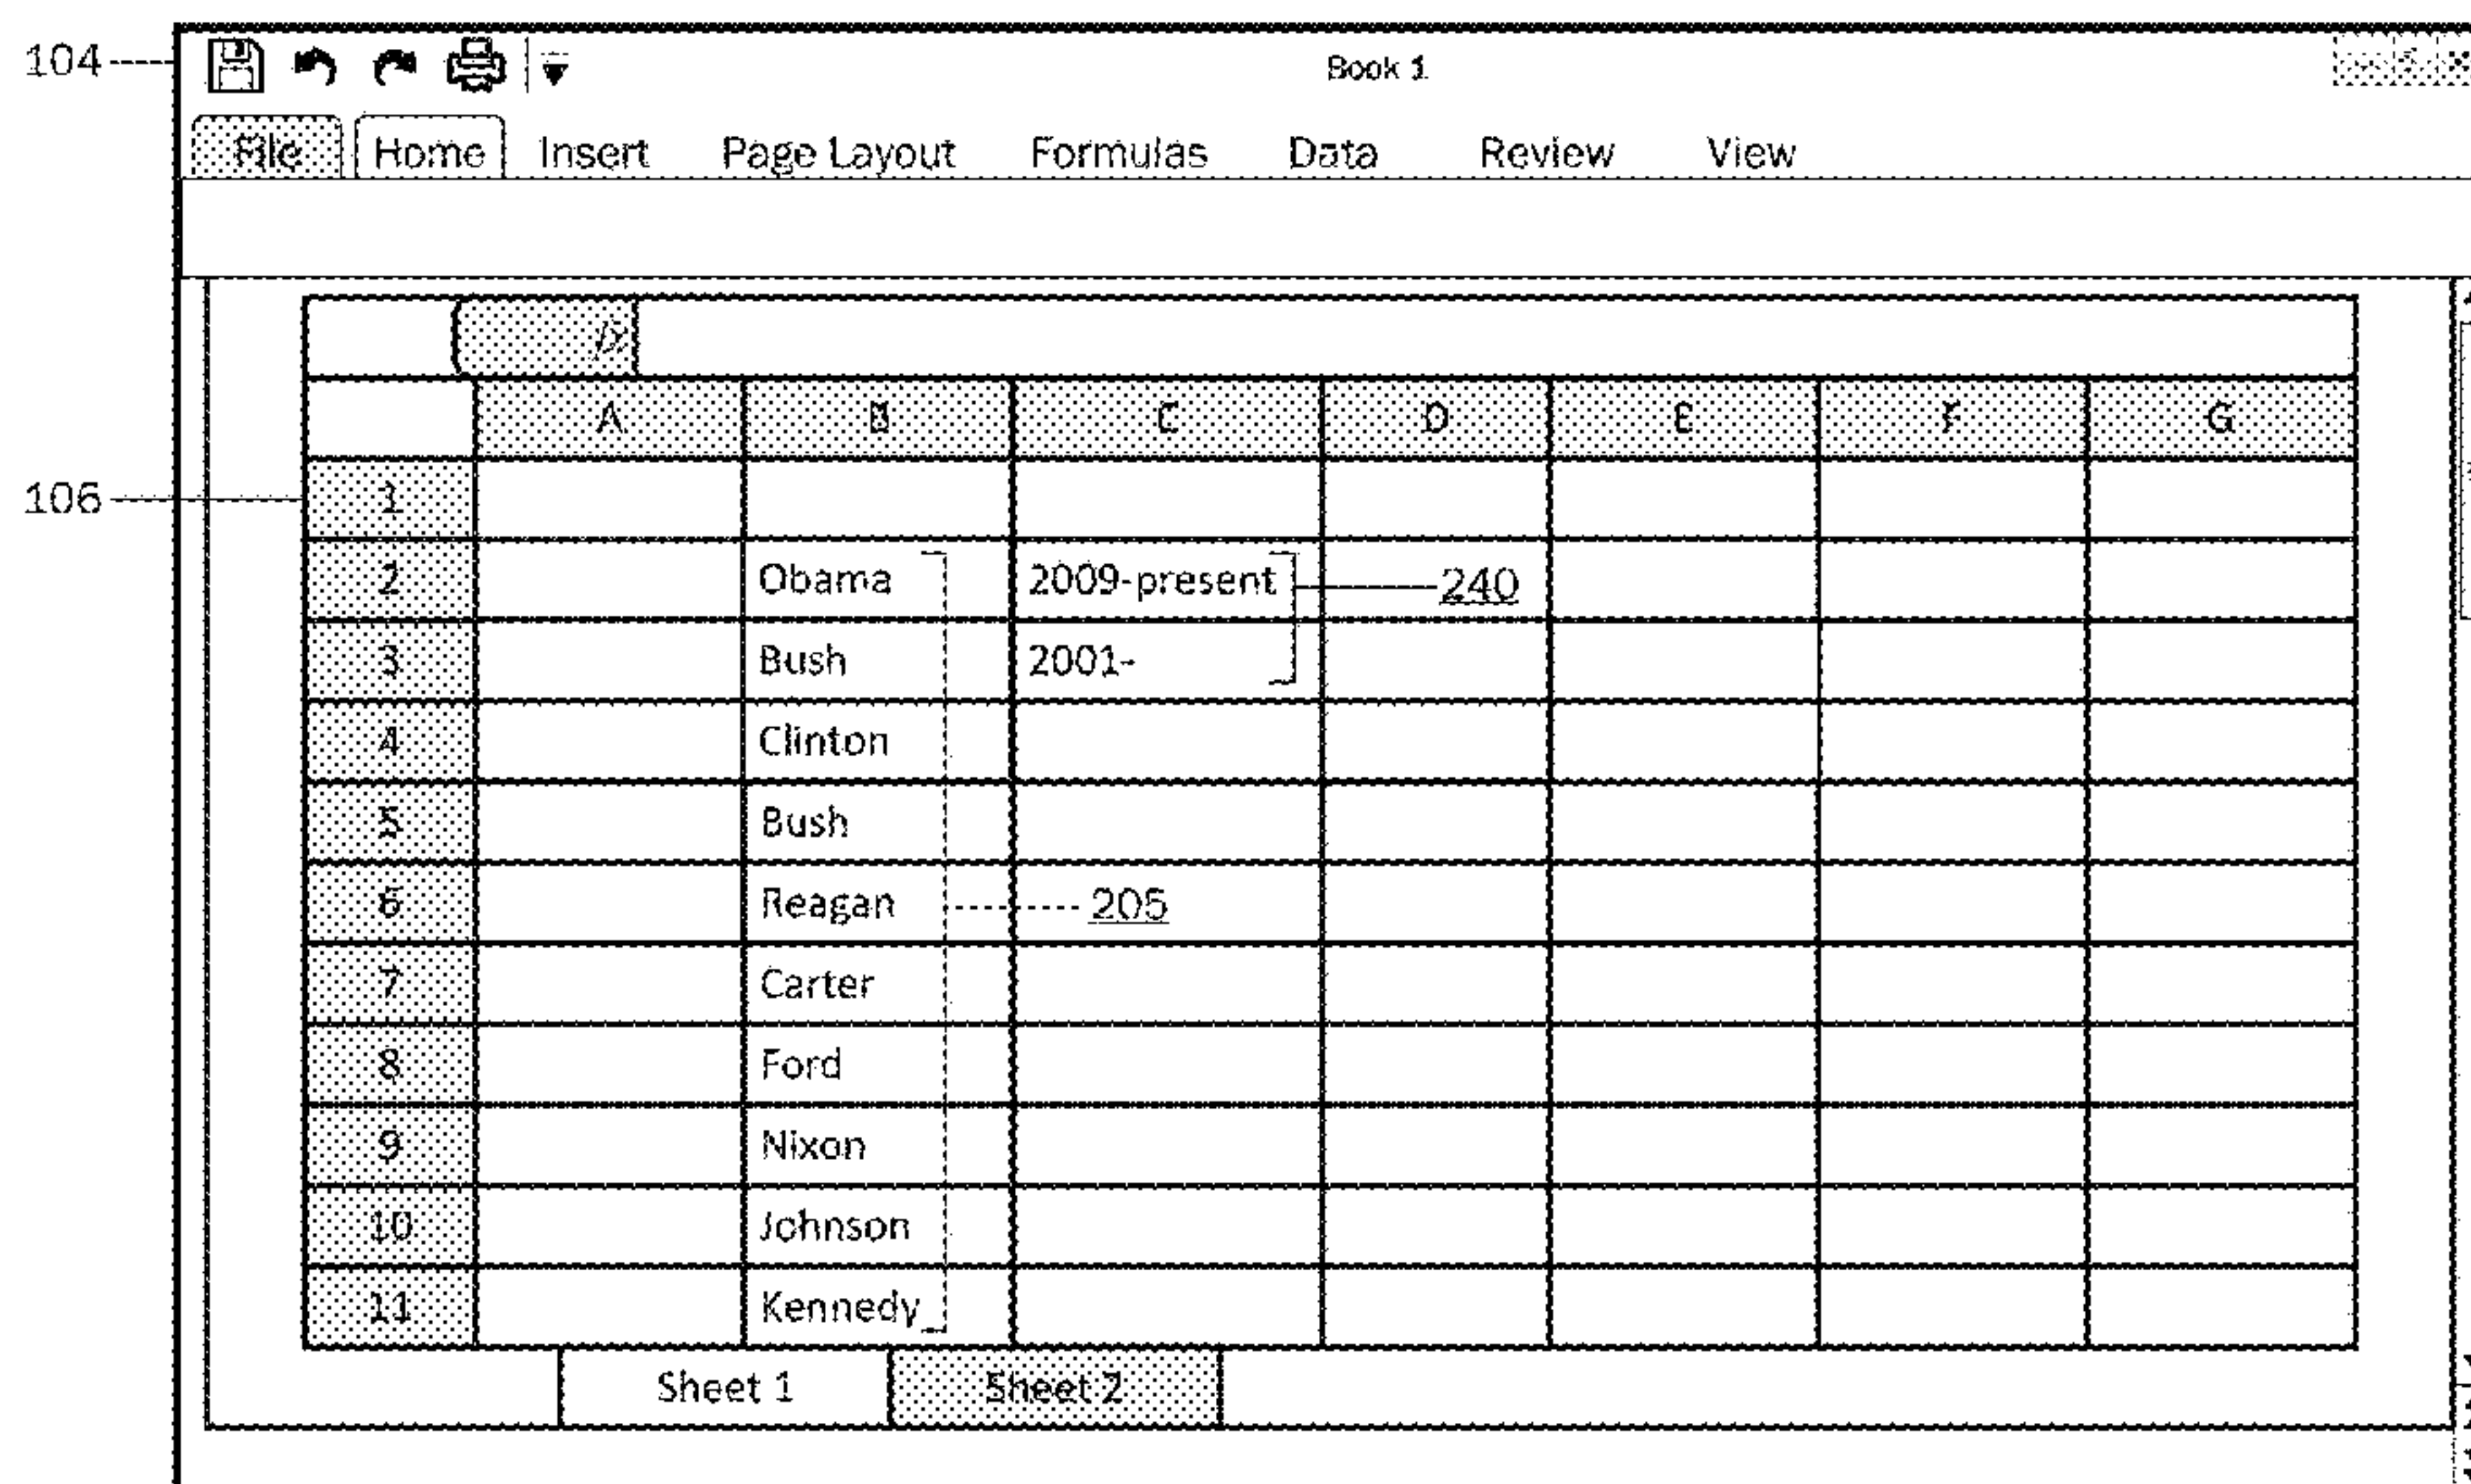 104
Book 1
File Home Insert Page Layout Formulas Data Review View
fx
A B C D E F G
106
1
2 Obama 2009-present 240
3 Bush 2001-
4 Clinton
5 Bush
6 Reagan 205
7 Carter
8 Ford
9 Nixon
10 Johnson
11 Kennedy
Sheet 1 Sheet 2